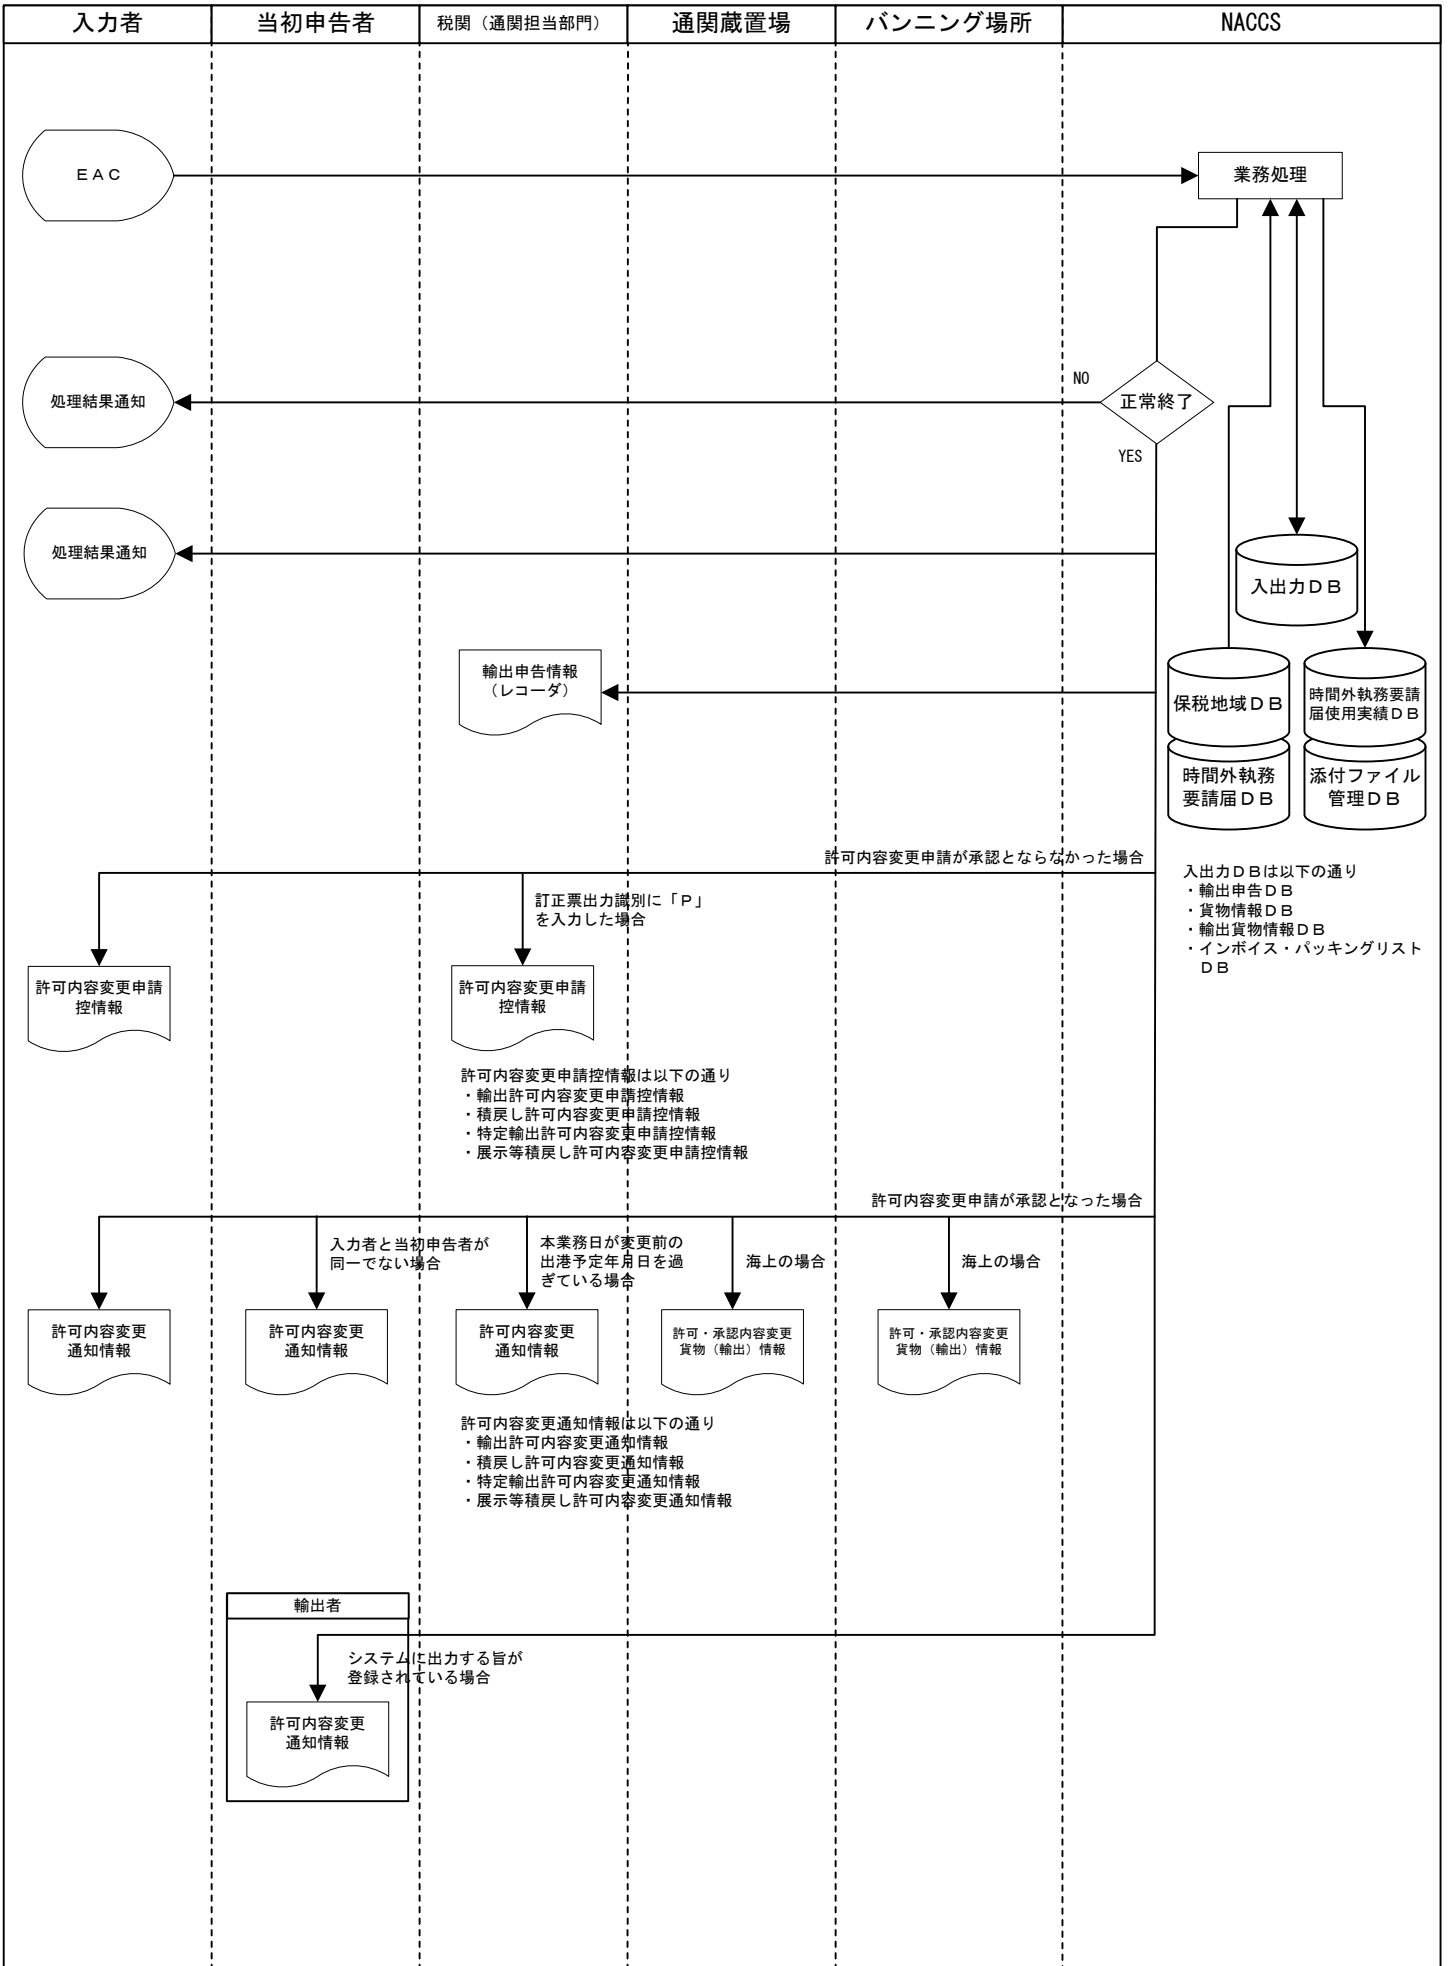 入力者
当初申告者
税関（通関担当部門）
通関蔵置場
バンニング場所
NACCS
ＥＡＣ
業務処理
処理結果通知
NO
正常終了
YES
処理結果通知
入出力ＤＢ
輸出申告情報
（レコーダ）
保税地域ＤＢ
時間外執務要請
届使用実績ＤＢ
時間外執務
要請届ＤＢ
添付ファイル
管理ＤＢ
許可内容変更申請が承認とならなかった場合
入出力ＤＢは以下の通り
・輸出申告ＤＢ
・貨物情報ＤＢ
・輸出貨物情報ＤＢ
・インボイス・パッキングリスト
ＤＢ
訂正票出力識別に「Ｐ」
を入力した場合
許可内容変更申請
控情報
許可内容変更申請
控情報
許可内容変更申請控情報は以下の通り
・輸出許可内容変更申請控情報
・積戻し許可内容変更申請控情報
・特定輸出許可内容変更申請控情報
・展示等積戻し許可内容変更申請控情報
許可内容変更申請が承認となった場合
入力者と当初申告者が
同一でない場合
本業務日が変更前の
出港予定年月日を過
ぎている場合
海上の場合
海上の場合
許可内容変更
通知情報
許可内容変更
通知情報
許可内容変更
通知情報
許可・承認内容変更
貨物（輸出）情報
許可・承認内容変更
貨物（輸出）情報
許可内容変更通知情報は以下の通り
・輸出許可内容変更通知情報
・積戻し許可内容変更通知情報
・特定輸出許可内容変更通知情報
・展示等積戻し許可内容変更通知情報
輸出者
システムに出力する旨が
登録されている場合
許可内容変更
通知情報